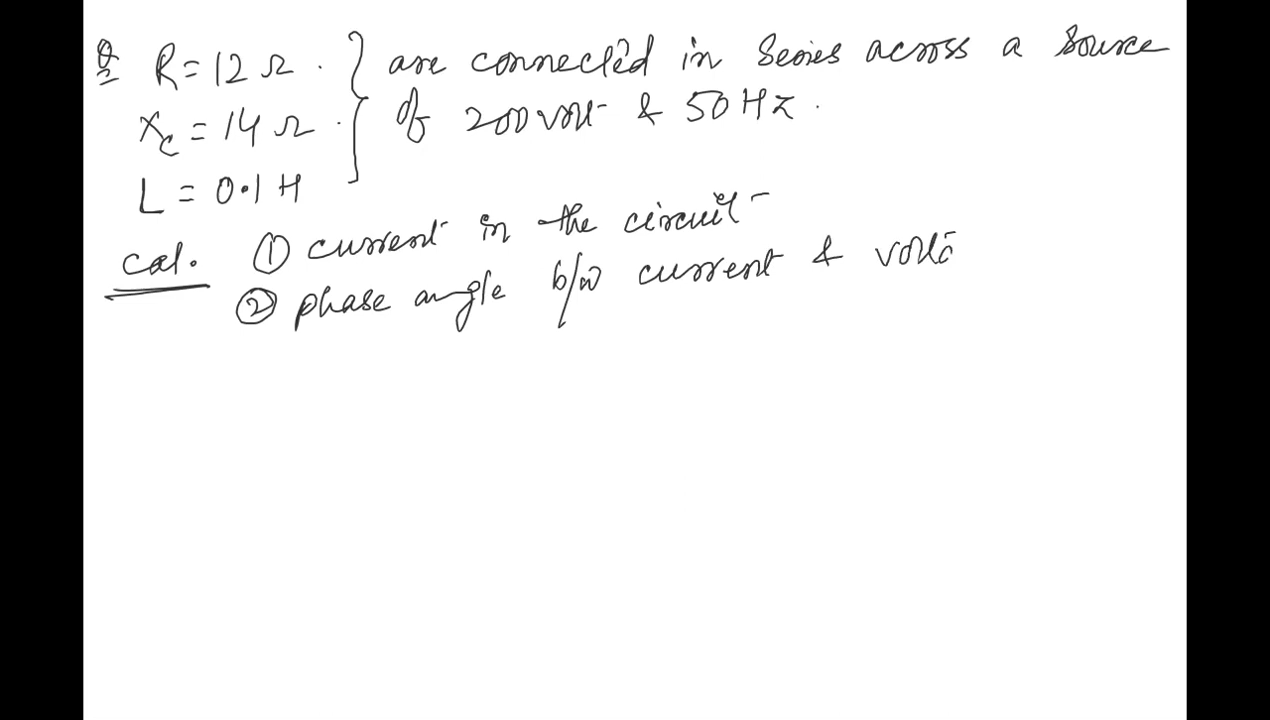 Q R = 12 Ω . } are connected in Series across a source
X_C = 14 Ω . of 200 volt & 50 Hz .
L = 0.1 H
Cal. ① current in the circuit
② phase angle b/w current & volt